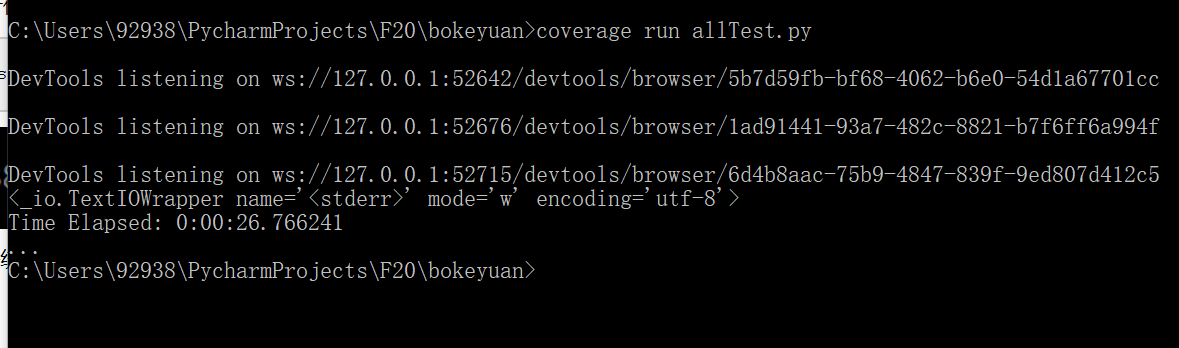 C:\Users\92938\PycharmProjects\F20\bokeyuan>coverage run allTest.py
DevTools listening on ws://127.0.0.1:52642/devtools/browser/5b7d59fb-bf68-4062-b6e0-54d1a67701cc
DevTools listening on ws://127.0.0.1:52676/devtools/browser/1ad91441-93a7-482c-8821-b7f6ff6a994f
DevTools listening on ws://127.0.0.1:52715/devtools/browser/6d4b8aac-75b9-4847-839f-9ed807d412c5
<_io.TextIOWrapper name='<stderr>' mode='w' encoding='utf-8'>
Time Elapsed: 0:00:26.766241
...
C:\Users\92938\PycharmProjects\F20\bokeyuan>